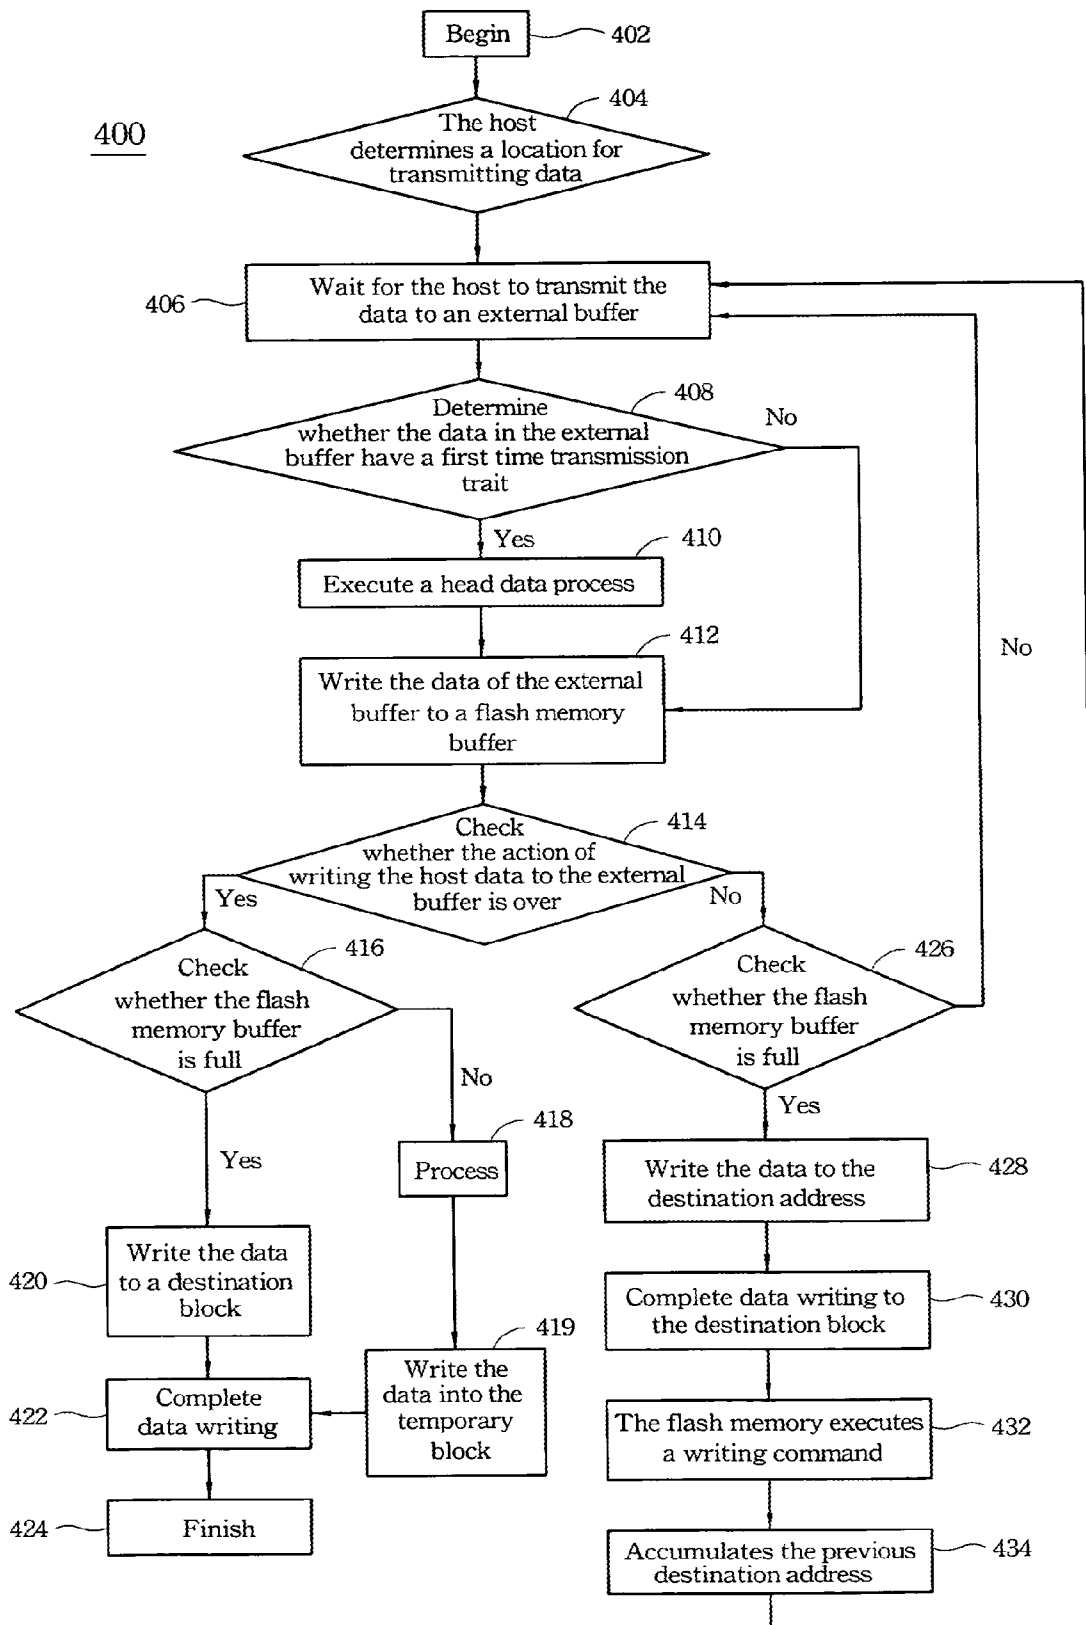 Begin
402
400
404
The host
determines a location for
transmitting data
406
Wait for the host to transmit the
data to an external buffer
408
Determine
whether the data in the external
buffer have a first time transmission
trait
No
Yes
410
Execute a head data process
412
Write the data of the external
buffer to a flash memory
buffer
No
414
Check
whether the action of
writing the host data to the external
buffer is over
Yes
No
416
Check
whether the flash
memory buffer
is full
426
Check
whether the flash
memory buffer
is full
No
Yes
Yes
418
Process
428
Write the data to the
destination address
420
Write the data
to a destination
block
430
Complete data writing to
the destination block
419
Write the
data into the
temporary
block
422
Complete
data writing
432
The flash memory executes
a writing command
424
Finish
434
Accumulates the previous
destination address